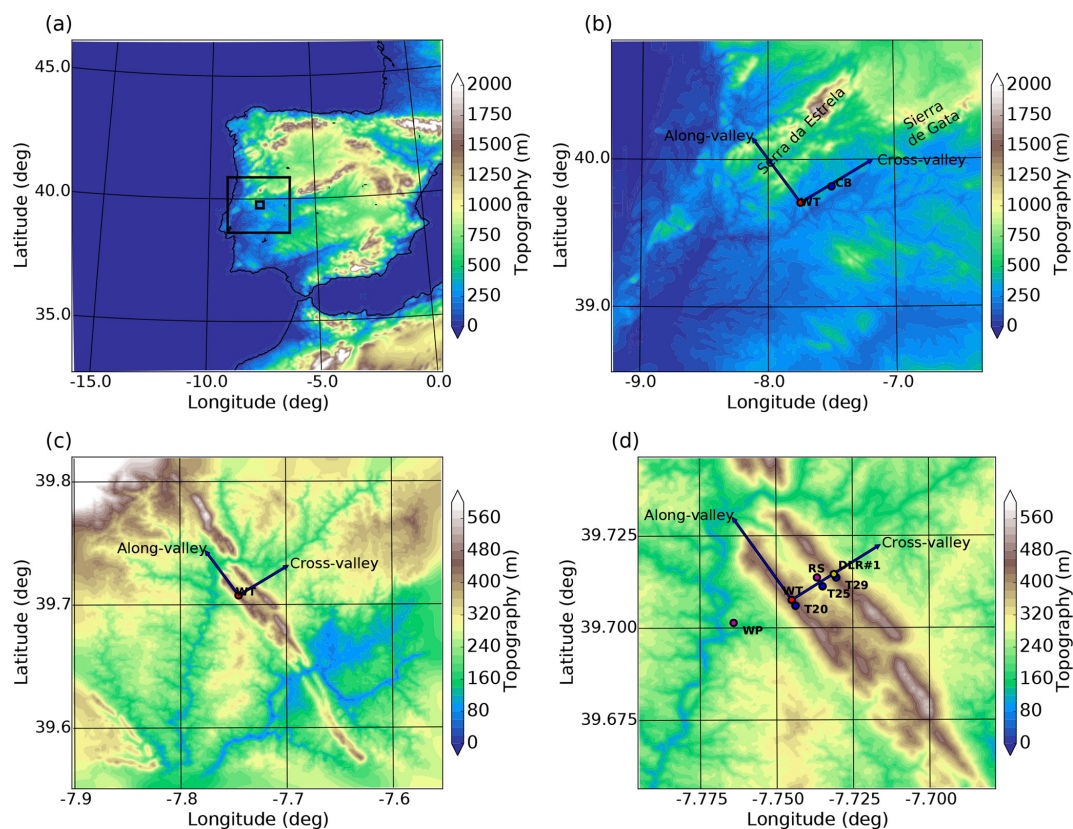 (a)
45.0
40.0
35.0
Latitude (deg)
-15.0
-10.0
-5.0
0.0
Longitude (deg)
2000
1750
1500
1250
1000
750
500
250
0
Topography (m)
(b)
40.0
39.0
Latitude (deg)
Along-valley
Serra da Estrela
Sierra
de Gata
Cross-valley
CB
WT
-9.0
-8.0
-7.0
Longitude (deg)
2000
1750
1500
1250
1000
750
500
250
0
Topography (m)
(c)
39.8
39.7
39.6
Latitude (deg)
Along-valley
Cross-valley
WT
-7.9
-7.8
-7.7
-7.6
Longitude (deg)
560
480
400
320
240
160
80
0
Topography (m)
(d)
39.725
39.700
39.675
Latitude (deg)
Along-valley
Cross-valley
RS
DLR#1
WT
T25
T29
T20
WP
-7.775
-7.750
-7.725
-7.700
Longitude (deg)
560
480
400
320
240
160
80
0
Topography (m)